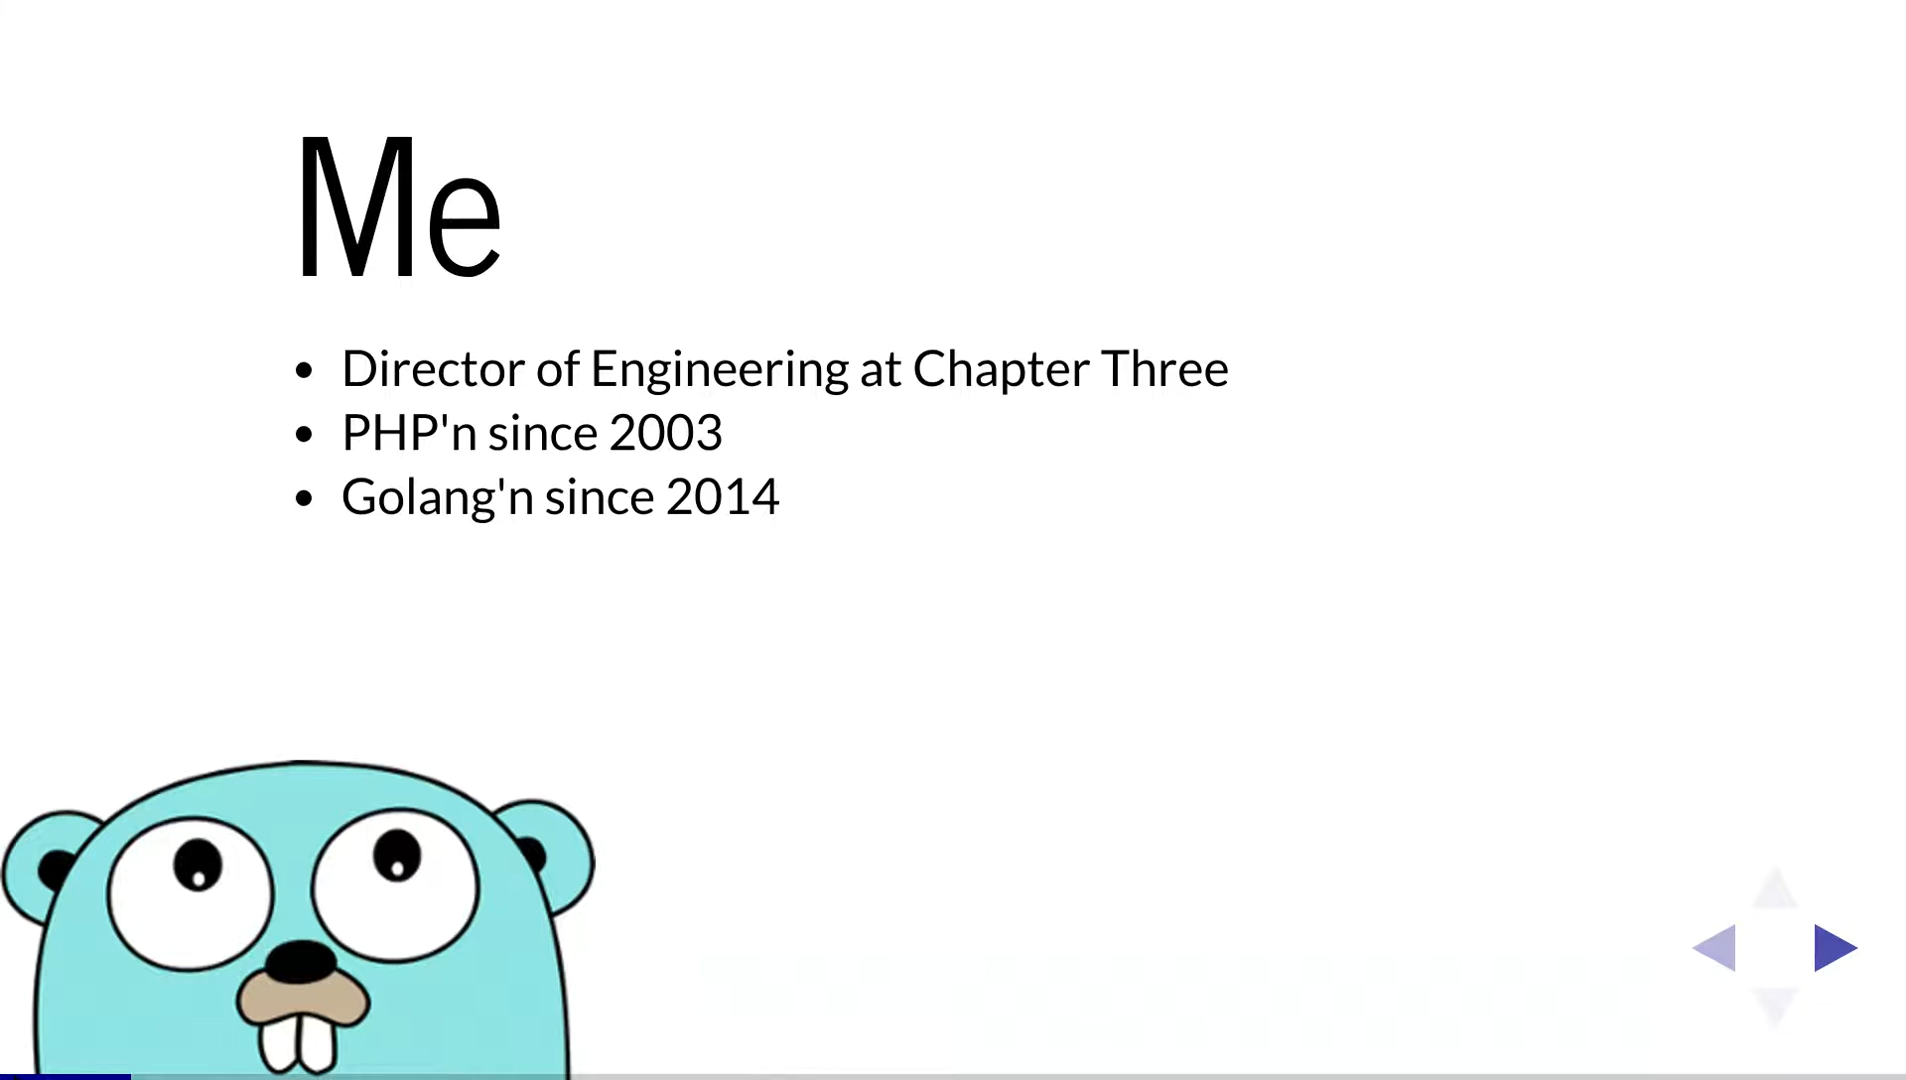 Me
Director of Engineering at Chapter Three
PHP'n since 2003
Golang'n since 2014